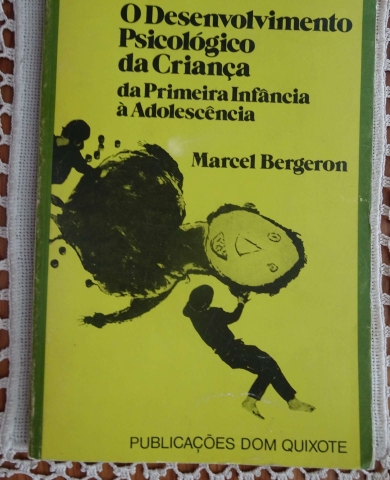 O Desenvolvimento
Psicológico
da Criança
da Primeira Infância
à Adolescência
Marcel Bergeron
PUBLICAÇÕES DOM QUIXOTE